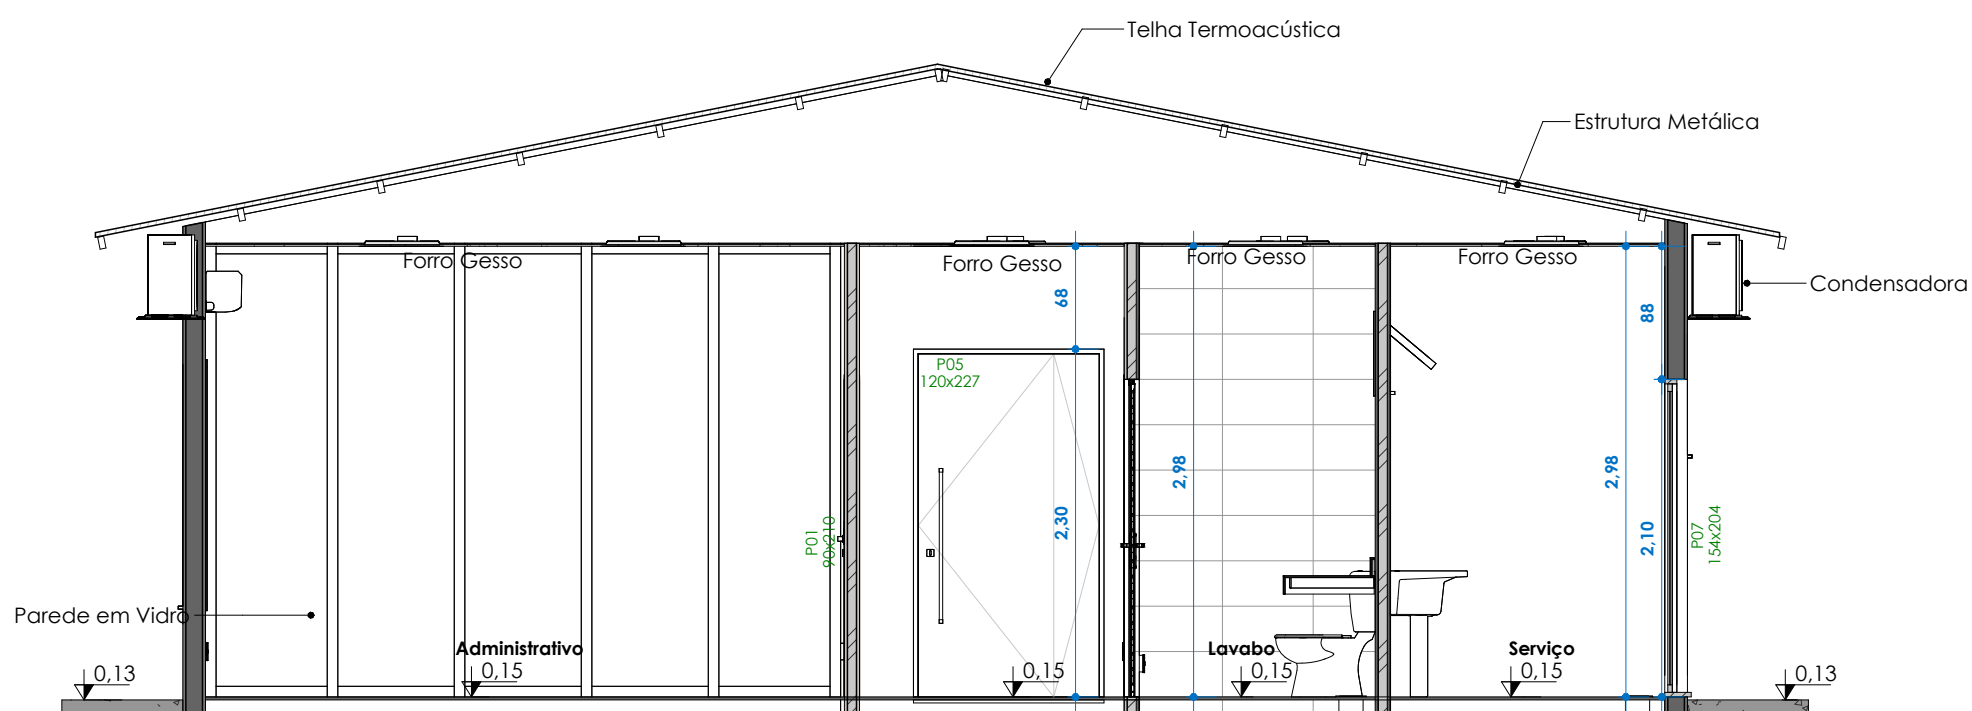 Telha Termoacústica
Estrutura Metálica
Forro Gesso
Forro Gesso
Forro Gesso
Forro Gesso
Condensadora
68
88
P05
120x227
2,98
2,98
2,30
2,10
P01
90x210
P07
154x204
Parede em Vidro
Administrativo
Lavabo
Serviço
0,13
0,15
0,15
0,15
0,15
0,13